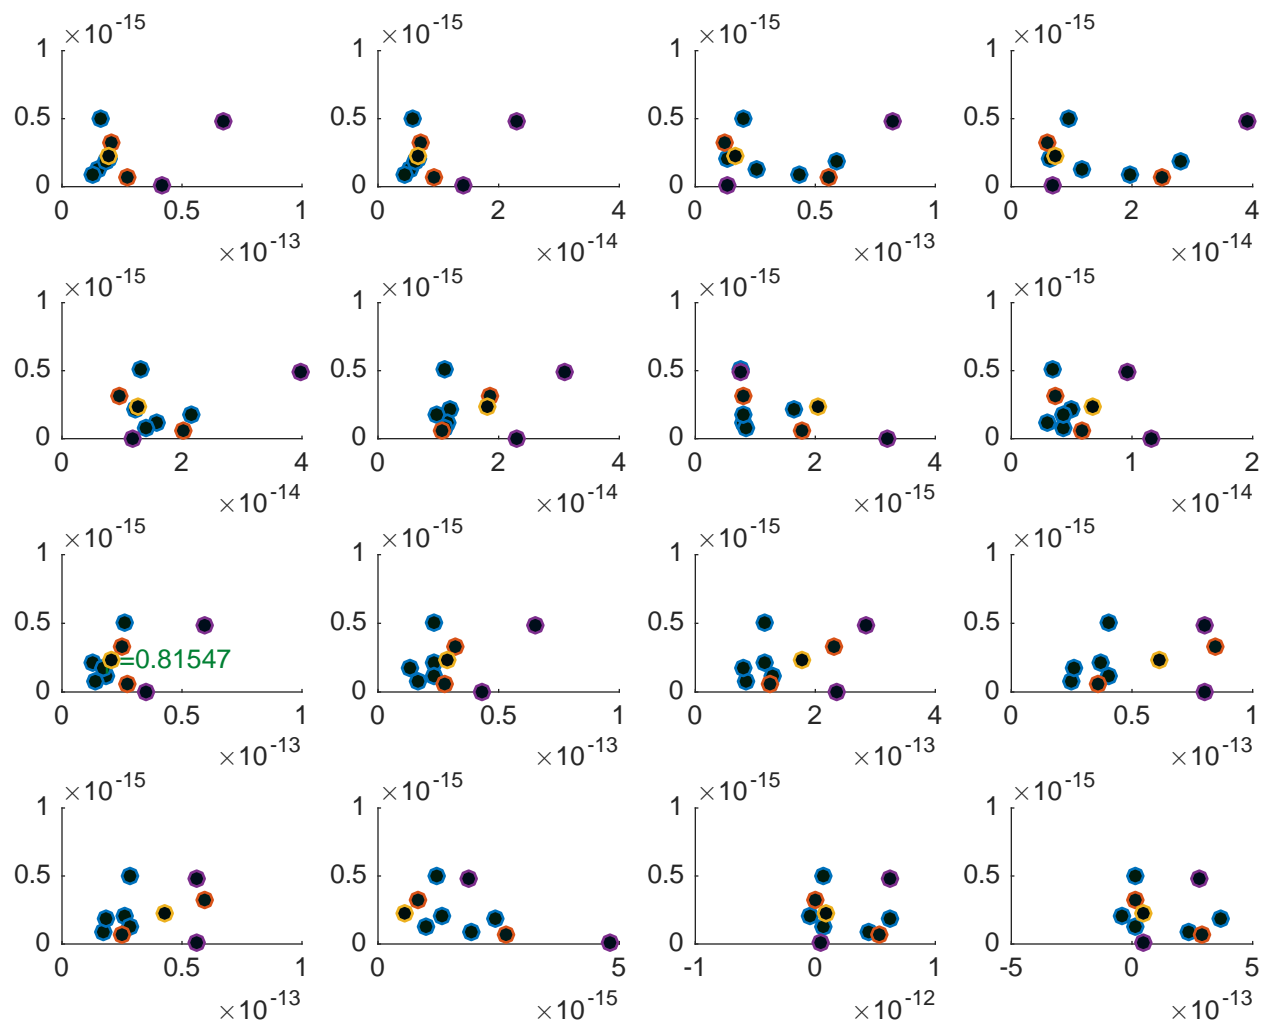 ×10-15 ×10-15 ×10-15 ×10-15
1 1 1 1
0.5 0.5 0.5 0.5
0 0 0 0
0 0.5 1 0 2 4 0 0.5 1 0 2 4
×10-13 ×10-14 ×10-13 ×10-14
×10-15 ×10-15 ×10-15 ×10-15
1 1 1 1
0.5 0.5 0.5 0.5
0 0 0 0
0 2 4 0 2 4 0 2 4 0 1 2
×10-14 ×10-14 ×10-15 ×10-14
×10-15 ×10-15 ×10-15 ×10-15
1 1 1 1
0.5 0.5 0.5 0.5
=0.81547
0 0 0 0
0 0.5 1 0 0.5 1 0 2 4 0 0.5 1
×10-13 ×10-13 ×10-13 ×10-13
×10-15 ×10-15 ×10-15 ×10-15
1 1 1 1
0.5 0.5 0.5 0.5
0 0 0 0
0 0.5 1 0 5 -1 0 1 -5 0 5
×10-13 ×10-15 ×10-12 ×10-13